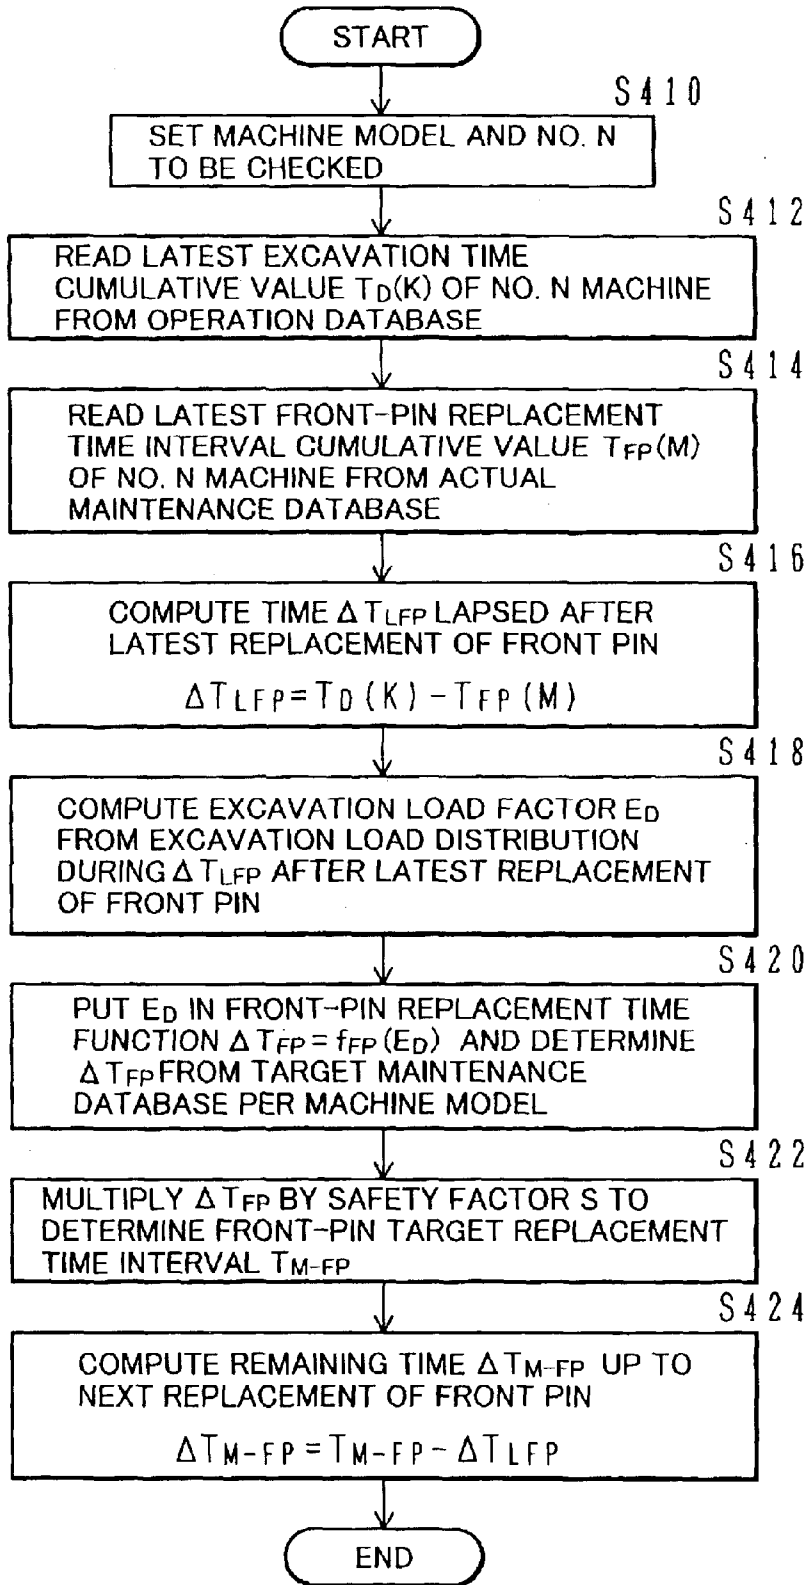 START
S410
SET MACHINE MODEL AND NO. N
TO BE CHECKED
S412
READ LATEST EXCAVATION TIME
CUMULATIVE VALUE TD(K) OF NO. N MACHINE
FROM OPERATION DATABASE
S414
READ LATEST FRONT-PIN REPLACEMENT
TIME INTERVAL CUMULATIVE VALUE TFP(M)
OF NO. N MACHINE FROM ACTUAL
MAINTENANCE DATABASE
S416
COMPUTE TIME ΔTLFP LAPSED AFTER
LATEST REPLACEMENT OF FRONT PIN
ΔTLFP=TD(K)-TFP(M)
S418
COMPUTE EXCAVATION LOAD FACTOR ED
FROM EXCAVATION LOAD DISTRIBUTION
DURING ΔTLFP AFTER LATEST REPLACEMENT
OF FRONT PIN
S420
PUT ED IN FRONT-PIN REPLACEMENT TIME
FUNCTION ΔTFP=fFP(ED) AND DETERMINE
ΔTFP FROM TARGET MAINTENANCE
DATABASE PER MACHINE MODEL
S422
MULTIPLY ΔTFP BY SAFETY FACTOR S TO
DETERMINE FRONT-PIN TARGET REPLACEMENT
TIME INTERVAL TM-FP
S424
COMPUTE REMAINING TIME ΔTM-FP UP TO
NEXT REPLACEMENT OF FRONT PIN
ΔTM-FP=TM-FP-ΔTLFP
END